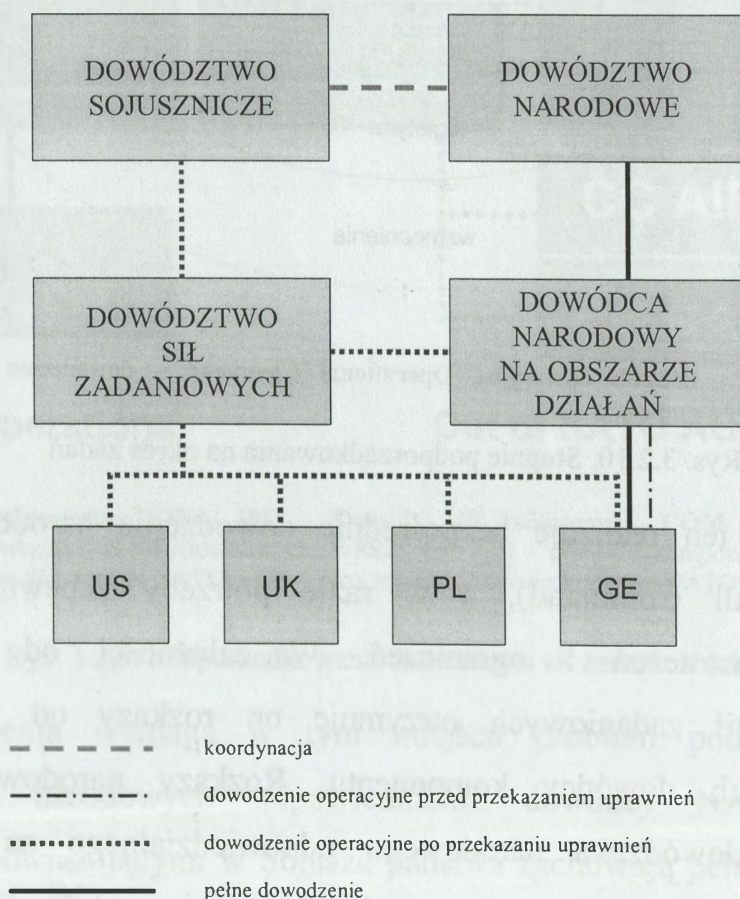 DOWÓDZTWO
SOJUSZNICZE
DOWÓDZTWO
NARODOWE
DOWÓDZTWO
SIŁ
ZADANIOWYCH
DOWÓDCA
NARODOWY
NA OBSZARZE
DZIAŁAŃ
US
UK
PL
GE
koordynacja
dowodzenie operacyjne przed przekazaniem uprawnień
dowodzenie operacyjne po przekazaniu uprawnień
pełne dowodzenie